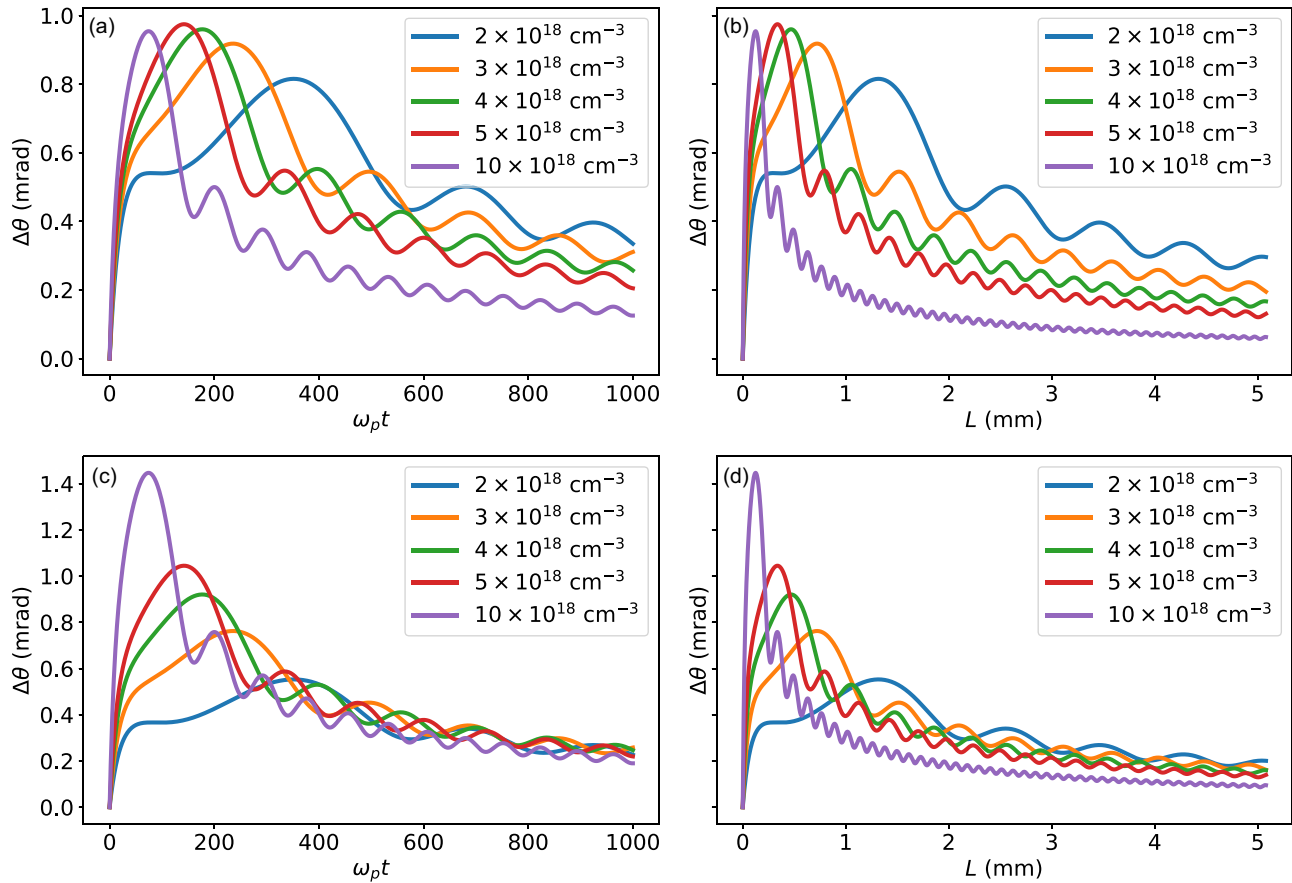 (a)
1.0
0.8
0.6
0.4
0.2
0.0
Δθ (mrad)
2 × 10¹⁸ cm⁻³
3 × 10¹⁸ cm⁻³
4 × 10¹⁸ cm⁻³
5 × 10¹⁸ cm⁻³
10 × 10¹⁸ cm⁻³
0 200 400 600 800 1000
ωₚt
(b)
Δθ (mrad)
2 × 10¹⁸ cm⁻³
3 × 10¹⁸ cm⁻³
4 × 10¹⁸ cm⁻³
5 × 10¹⁸ cm⁻³
10 × 10¹⁸ cm⁻³
0 1 2 3 4 5
L (mm)
(c)
1.4
1.2
1.0
0.8
0.6
0.4
0.2
0.0
Δθ (mrad)
2 × 10¹⁸ cm⁻³
3 × 10¹⁸ cm⁻³
4 × 10¹⁸ cm⁻³
5 × 10¹⁸ cm⁻³
10 × 10¹⁸ cm⁻³
0 200 400 600 800 1000
ωₚt
(d)
Δθ (mrad)
2 × 10¹⁸ cm⁻³
3 × 10¹⁸ cm⁻³
4 × 10¹⁸ cm⁻³
5 × 10¹⁸ cm⁻³
10 × 10¹⁸ cm⁻³
0 1 2 3 4 5
L (mm)